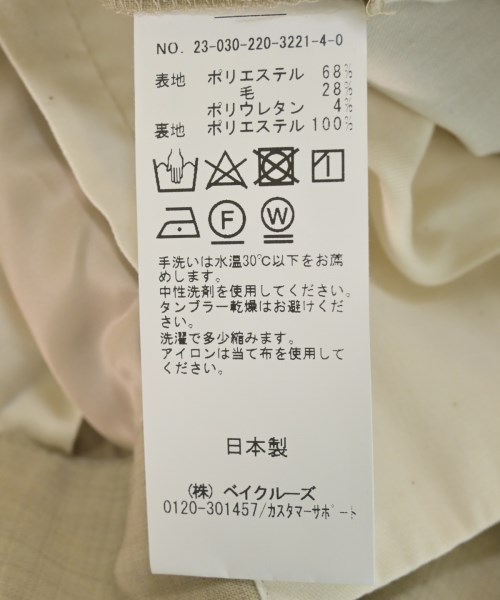 NO. 23-030-220-3221-4-0
表地 ポリエステル 68%
毛 28%
ポリウレタン 4%
裏地 ポリエステル 100%
F W
手洗いは水温30℃以下をお薦
めします。
中性洗剤を使用してください。
タンブラー乾燥はお避けくだ
さい。
洗濯で多少縮みます。
アイロンは当て布を使用して
ください。
日本製
(株) ベイクルーズ
0120-301457/カスタマーサポート